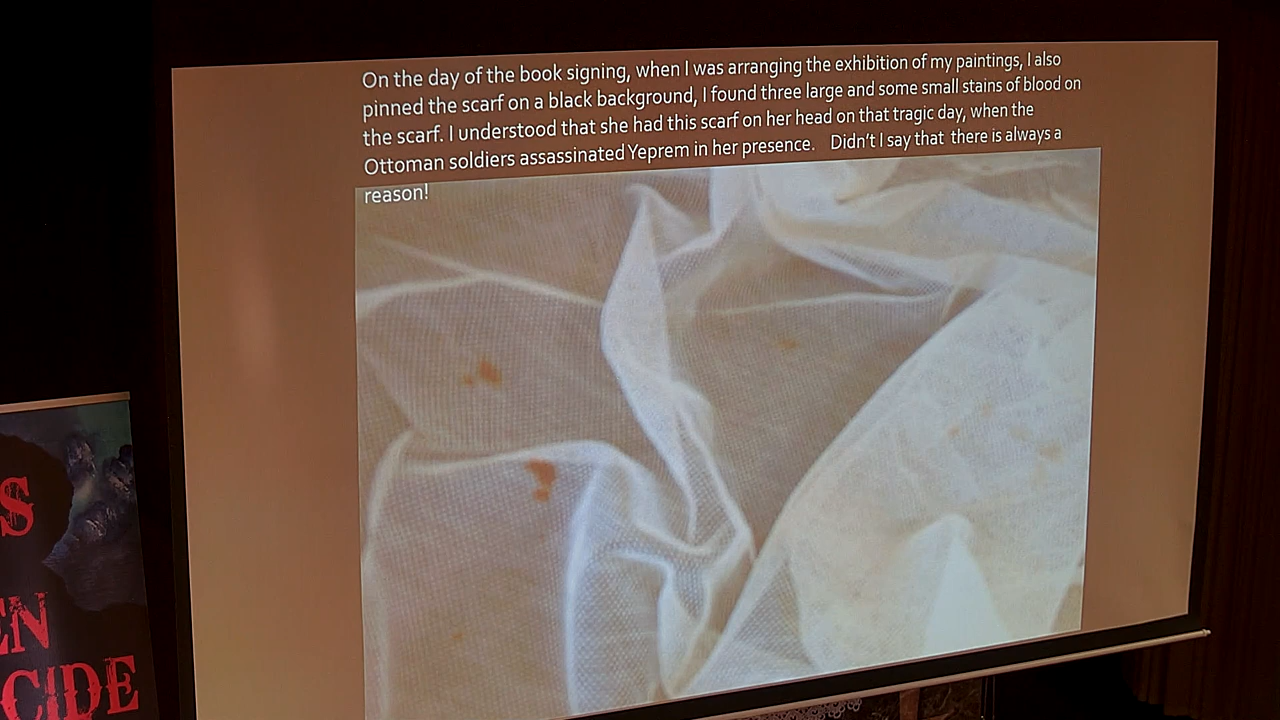 On the day of the book signing, when I was arranging the exhibition of my paintings, I also
pinned the scarf on a black background, I found three large and some small stains of blood on
the scarf. I understood that she had this scarf on her head on that tragic day, when the
Ottoman soldiers assassinated Yeprem in her presence.   Didn't I say that  there is always a
reason!
S
EN
CIDE